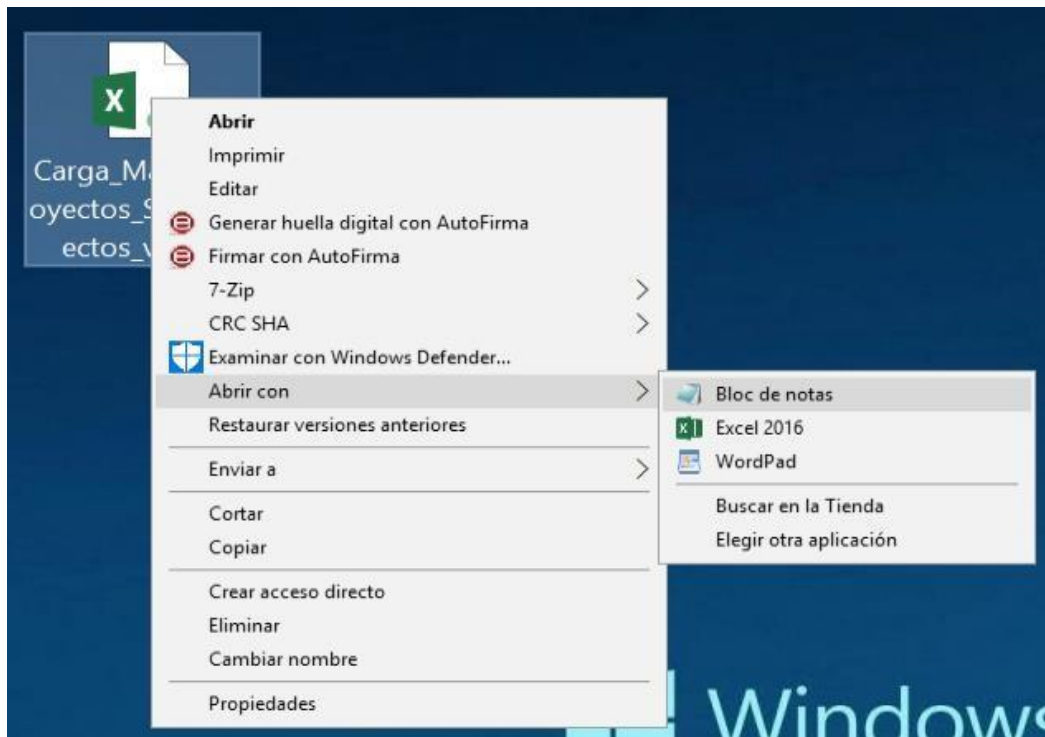 Carga_M
oyectos_
ectos_
Abrir
Imprimir
Editar
Generar huella digital con AutoFirma
Firmar con AutoFirma
7-Zip
CRC SHA
Examinar con Windows Defender...
Abrir con
Restaurar versiones anteriores
Enviar a
Cortar
Copiar
Crear acceso directo
Eliminar
Cambiar nombre
Propiedades
Bloc de notas
Excel 2016
WordPad
Buscar en la Tienda
Elegir otra aplicación
Windows